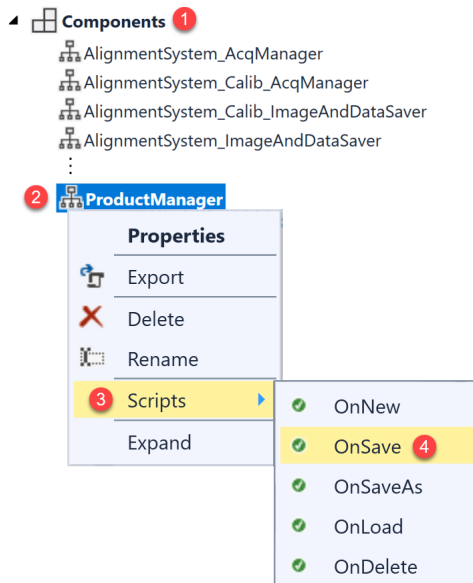 Components 1
AlignmentSystem_AcqManager
AlignmentSystem_Calib_AcqManager
AlignmentSystem_Calib_ImageAndDataSaver
AlignmentSystem_ImageAndDataSaver
2 ProductManager
Properties
Export
Delete
Rename
3 Scripts
Expand
OnNew
OnSave 4
OnSaveAs
OnLoad
OnDelete